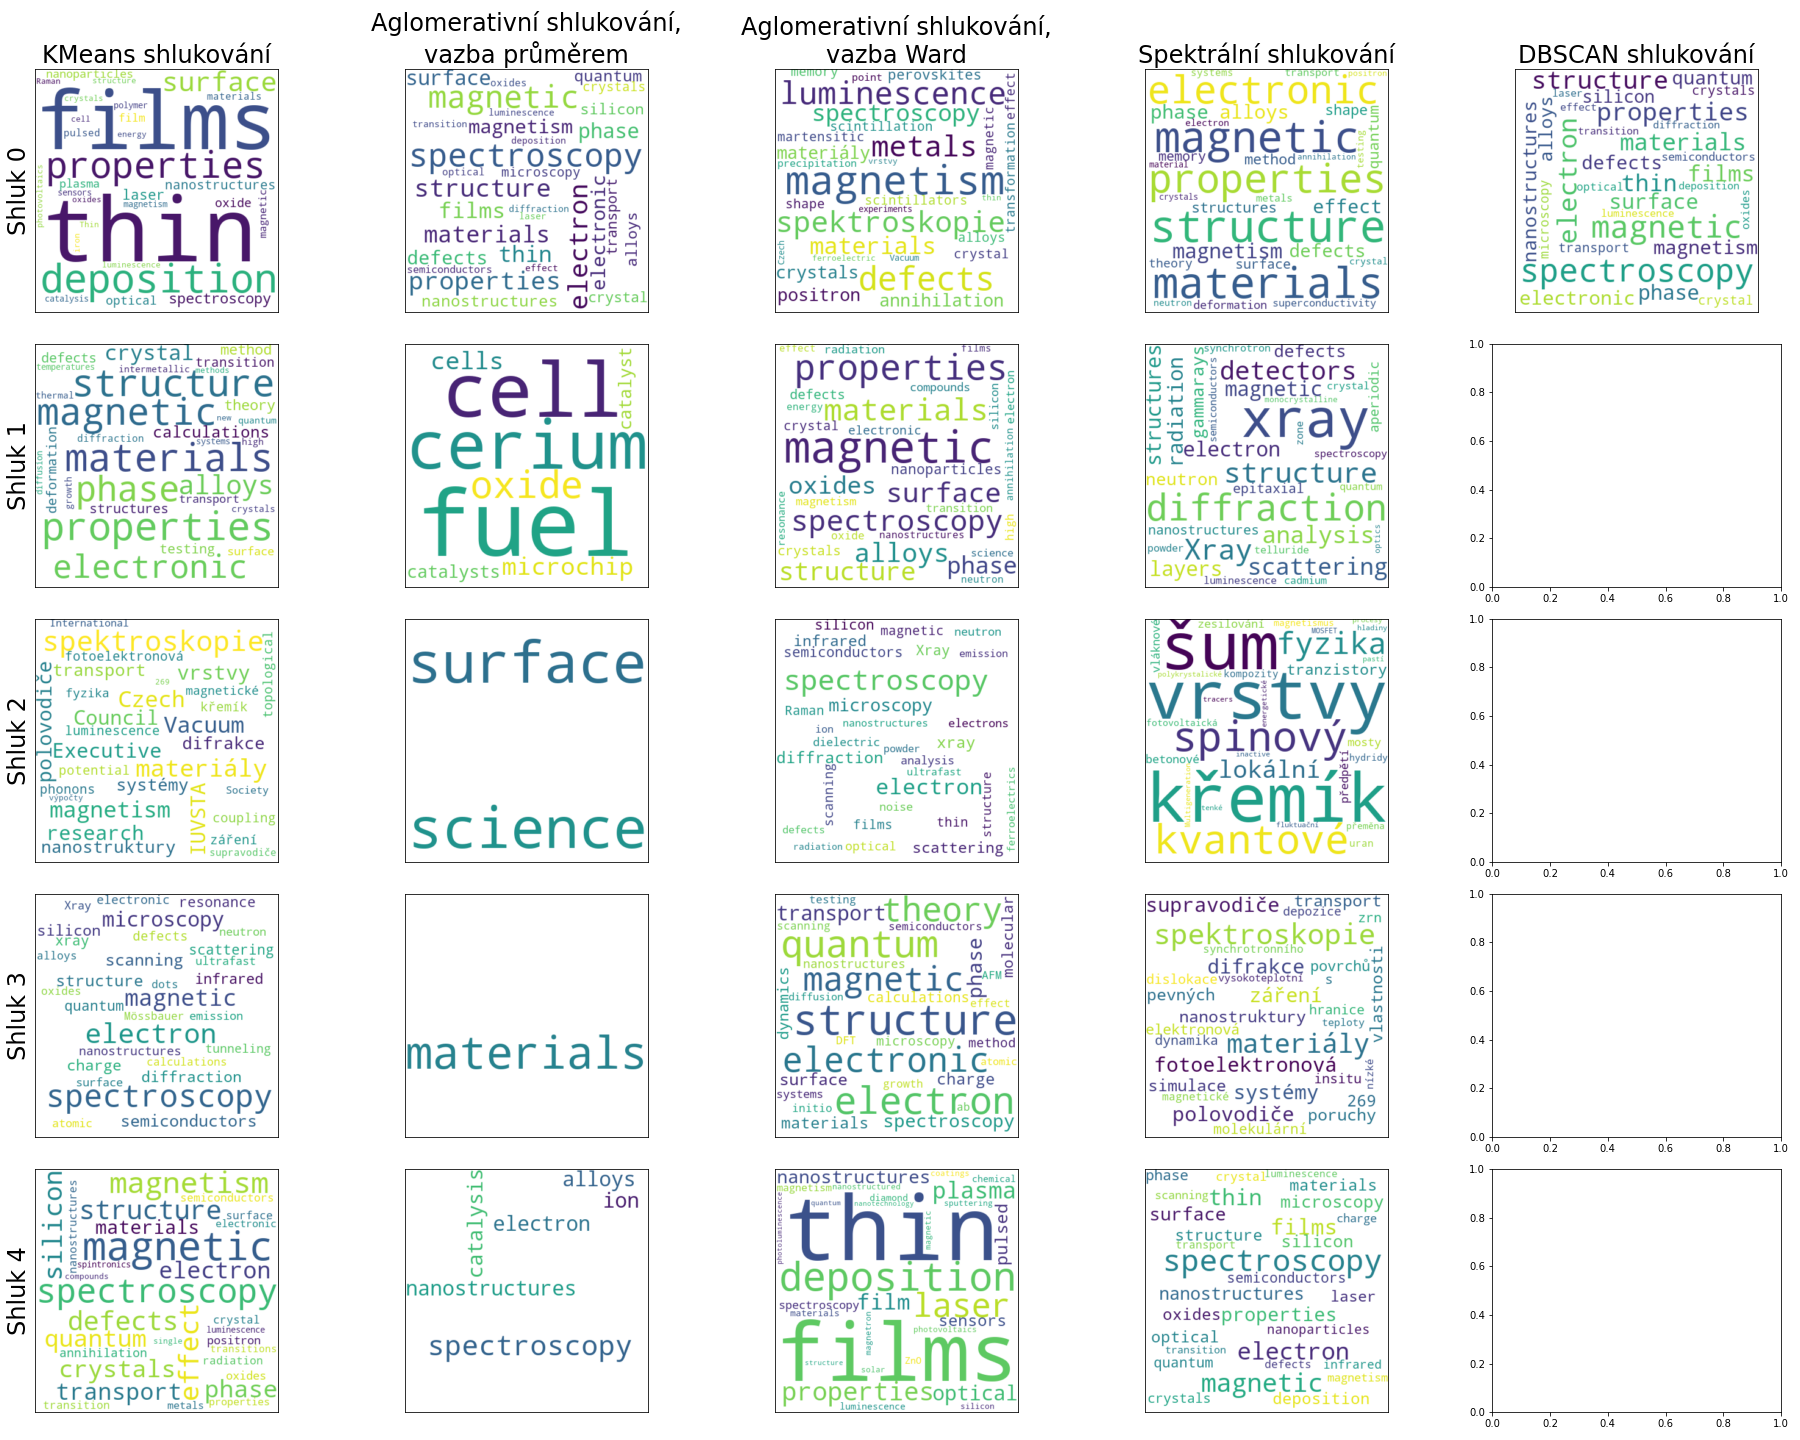 KMeans shlukování
Aglomerativní shlukování,
vazba průměrem
Aglomerativní shlukování,
vazba Ward
Spektrální shlukování
DBSCAN shlukování
Shluk 0
nanoparticles
Raman structure surface
crystals materials
films
polymer
cell film
pulsed energy
properties
plasma nanostructures
sensors laser
oxides magnetism oxide
photovoltaics
magnetic
thin
Thin
iron
luminescence
deposition
catalysis optical spectroscopy
surface oxides quantum
magnetic crystals
luminescence silicon
transition magnetism phase
deposition
spectroscopy
optical microscopy
structure
films diffraction
laser
materials
electron
electronic
transport
alloys
defects thin
semiconductors effect
properties
nanostructures crystal
memory point perovskites
luminescence
effect
spectroscopy
scintillation
martensitic metals
magnetic
materiály
precipitation vrstvy
transformation
magnetism
shape scintillators thin
experiments
spektroskopie
materials alloys
Czech
ferroelectric Vacuum crystal
crystals defects
positron annihilation
systems transport positron
electronic
phase alloys shape
electron
magnetic
quantum
testing
memory method annihilation
material
properties
crystals metals
structures effect
structure
magnetism defects
theory surface crystal
materials
neutron deformation superconductivity
structure quantum
laser silicon crystals
effect properties
nanostructures
alloys
electron
transition diffraction
materials
defects semiconductors
films
optical thin deposition
microscopy
surface
luminescence
oxides
magnetic
transport magnetism
spectroscopy
electronic phase crystal
Shluk 1
defects crystal method
temperatures transition
intermetallic methods
structure
thermal
magnetic theory
new quantum
calculations
diffraction systems high
deformation
diffusion
growth
materials
phase alloys
transport
structures crystals
properties
testing surface
electronic
cells
catalyst
cell
cerium
oxide
fuel
catalysts microchip
effect radiation films
properties
compounds
silicon
electron
defects
energy materials
crystal electronic
magnetic
annihilation
nanoparticles
oxides surface
magnetism transition
resonance
high
spectroscopy
oxide nanostructures
crystals alloys science
structure phase
neutron
synchrotron defects
structures
radiation
gammarays
semiconductors
detectors
magnetic crystal
aperiodic
monocrystalline
xray
zone
electron spectroscopy
structure
neutron epitaxial quantum
diffraction
nanostructures analysis
optics
powder Xray telluride
layers scattering
luminescence cadmium
1.0
0.8
0.6
0.4
0.2
0.0
0.0 0.2 0.4 0.6 0.8 1.0
Shluk 2
International
spektroskopie
fotoelektronová
topological
transport vrstvy
269
polovodiče
fyzika Czech magnetické
křemík
Council Vacuum
luminescence
Executive difrakce
potential materiály
phonons systémy Society
výpočty
magnetism IUVSTA coupling
research záření
nanostruktury supravodiče
surface
science
silicon magnetic neutron
infrared
semiconductors Xray emission
spectroscopy
Raman microscopy
nanostructures electrons
ion
dielectric xray
powder
diffraction analysis
ultrafast
scanning
electron
structure
ferroelectrics
noise
defects films thin
radiation optical scattering
zesilování magnetismus
MOSFET hladiny
vláknové
šum fyzika
pasti
tranzistory
polykrystalické kompozity
vrstvy
tracers
energetické
fotovoltaická
spinový mosty
betonové inactive hydridy
lokální
předpětí
křemík
Multigeneration
tenké
fluktuační přeměna
kvantové uran
1.0
0.8
0.6
0.4
0.2
0.0
0.0 0.2 0.4 0.6 0.8 1.0
Shluk 3
Xray electronic resonance
microscopy
silicon defects neutron
xray scattering
alloys scanning ultrafast
structure dots infrared
oxides magnetic
quantum
Mössbauer emission
electron
nanostructures tunneling
charge calculations
surface diffraction
spectroscopy
atomic semiconductors
materials
testing
transport theory
molecular
scanning semiconductors
quantum
phase
nanostructures
AFM
dynamics
magnetic
diffusion calculations
effect
structure
DFT microscopy method
electronic
atomic
surface growth charge
systems
initio electron
ab
materials spectroscopy
supravodiče transport
depozice zrn
spektroskopie
synchrotronního
difrakce povrchů
dislokace vysokoteplotní s
vlastnosti
pevných záření
nanostruktury hranice
elektronová teploty
dynamika materiály
fotoelektronová
nízké
simulace insitu
magnetické systémy 269
polovodiče poruchy
molekulární
1.0
0.8
0.6
0.4
0.2
0.0
0.0 0.2 0.4 0.6 0.8 1.0
Shluk 4
silicon
nanostructures
magnetism
semiconductors
structure surface
materials electronic
magnetic
spintronics
compounds electron
spectroscopy
defects crystal
luminescence
quantum single positron
annihilation transitions
effect
radiation
crystals oxides
transport phase
transition metals properties
catalysis
alloys
ion
electron
nanostructures
spectroscopy
nanostructures coatings chemical
magnetism nanostructured plasma
diamond
quantum nanotechnology sputtering
photoluminescence
thin
magnetic
pulsed
deposition
spectroscopy film laser
materials sensors
magnetron
photovoltaics
films
structure ZnO
solar
properties optical
luminescence silicon
phase crystal luminescence
materials
scanning thin microscopy
surface charge
films
structure silicon
transport
spectroscopy
semiconductors
nanostructures laser
oxides properties
nanoparticles
optical
transition electron
quantum defects infrared
magnetic magnetism
crystals deposition
1.0
0.8
0.6
0.4
0.2
0.0
0.0 0.2 0.4 0.6 0.8 1.0